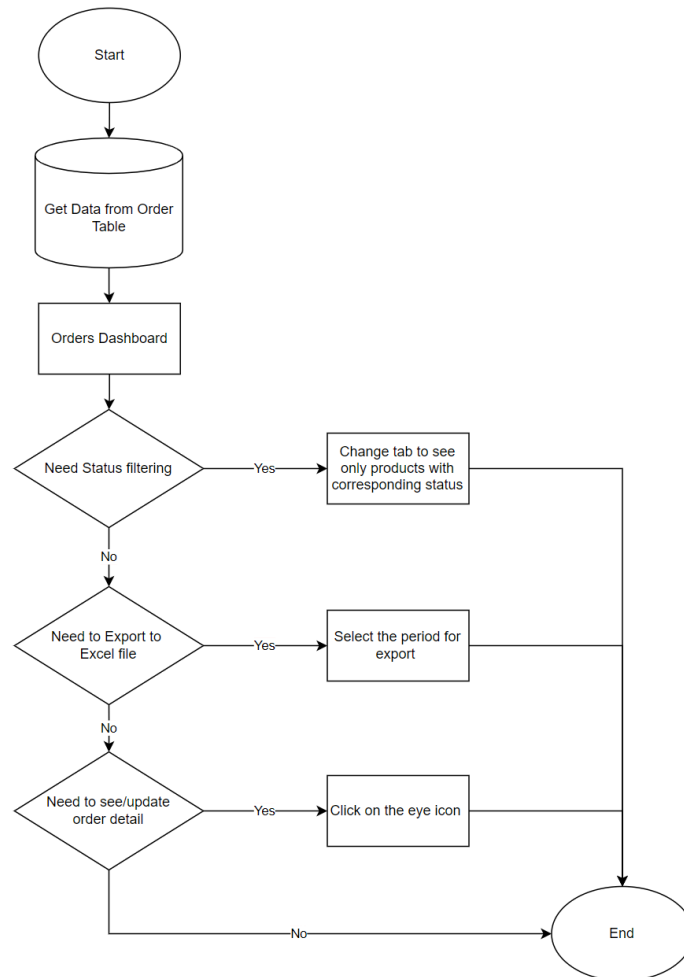 Start
Get Data from Order
Table
Orders Dashboard
Need Status filtering
Yes
Change tab to see
only products with
corresponding status
No
Need to Export to
Excel file
Yes
Select the period for
export
No
Need to see/update
order detail
Yes
Click on the eye icon
No
End